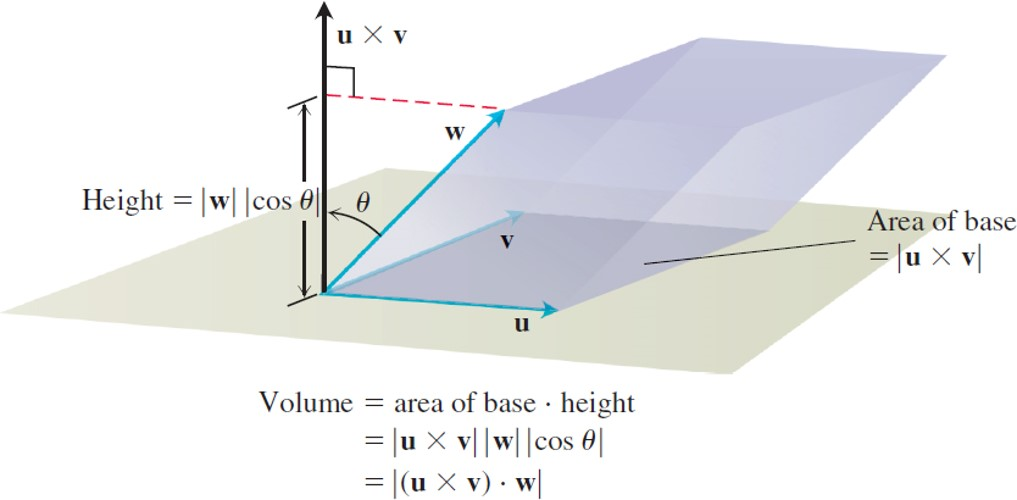 u × v
w
Height = |w| |cos θ|
θ
v
Area of base
= |u × v|
u
Volume = area of base · height
= |u × v| |w| |cos θ|
= |(u × v) · w|